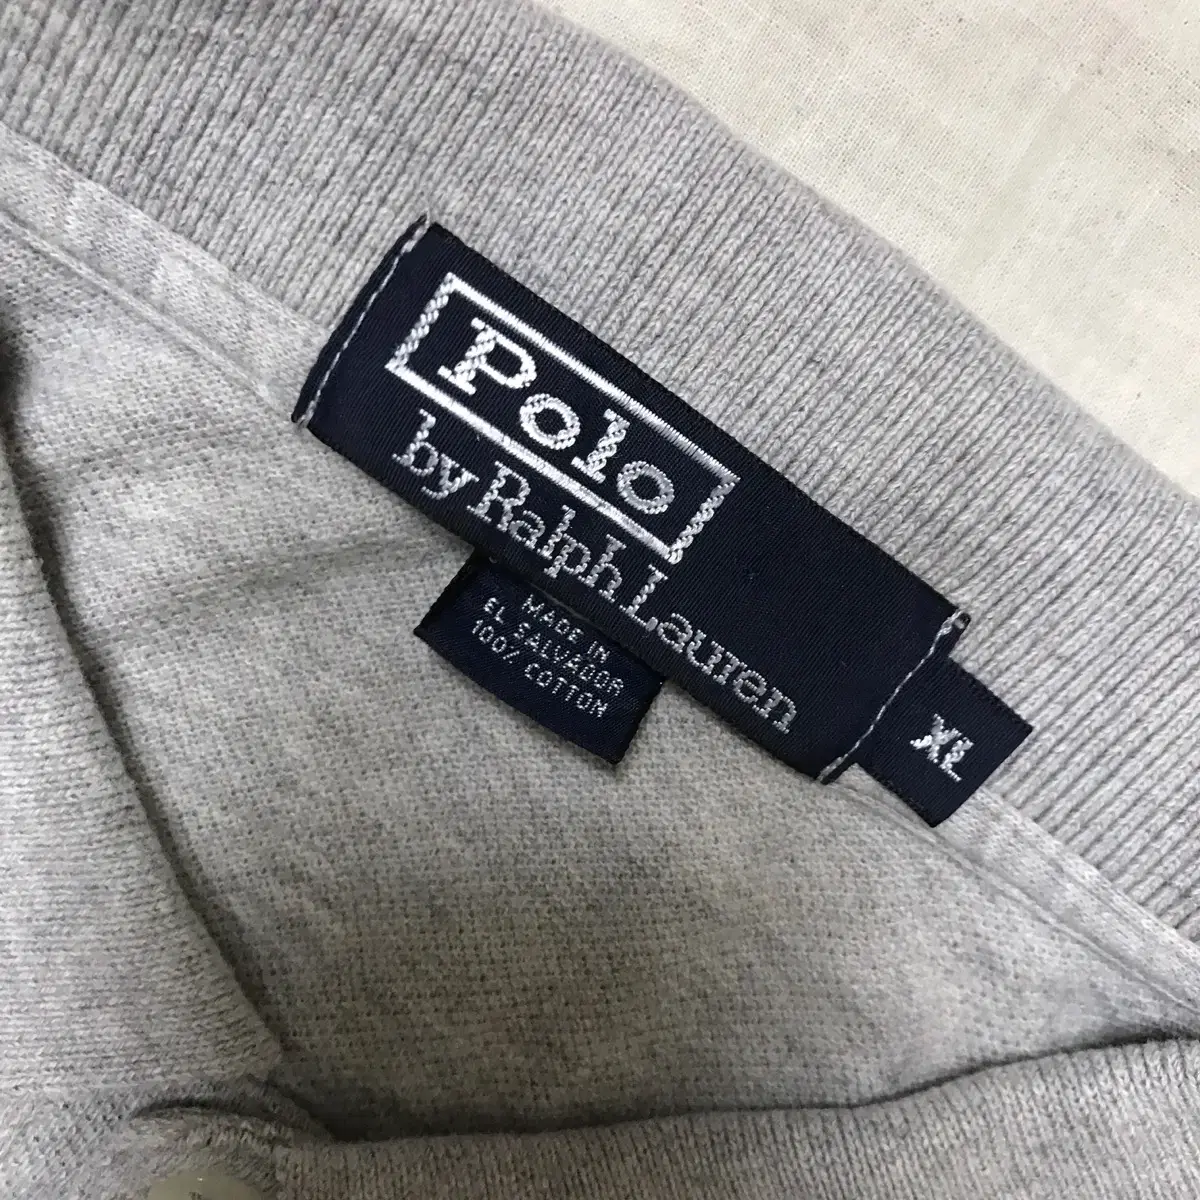 Polo
by Ralph Lauren
XL
MADE IN
EL SALVADOR
100% COTTON